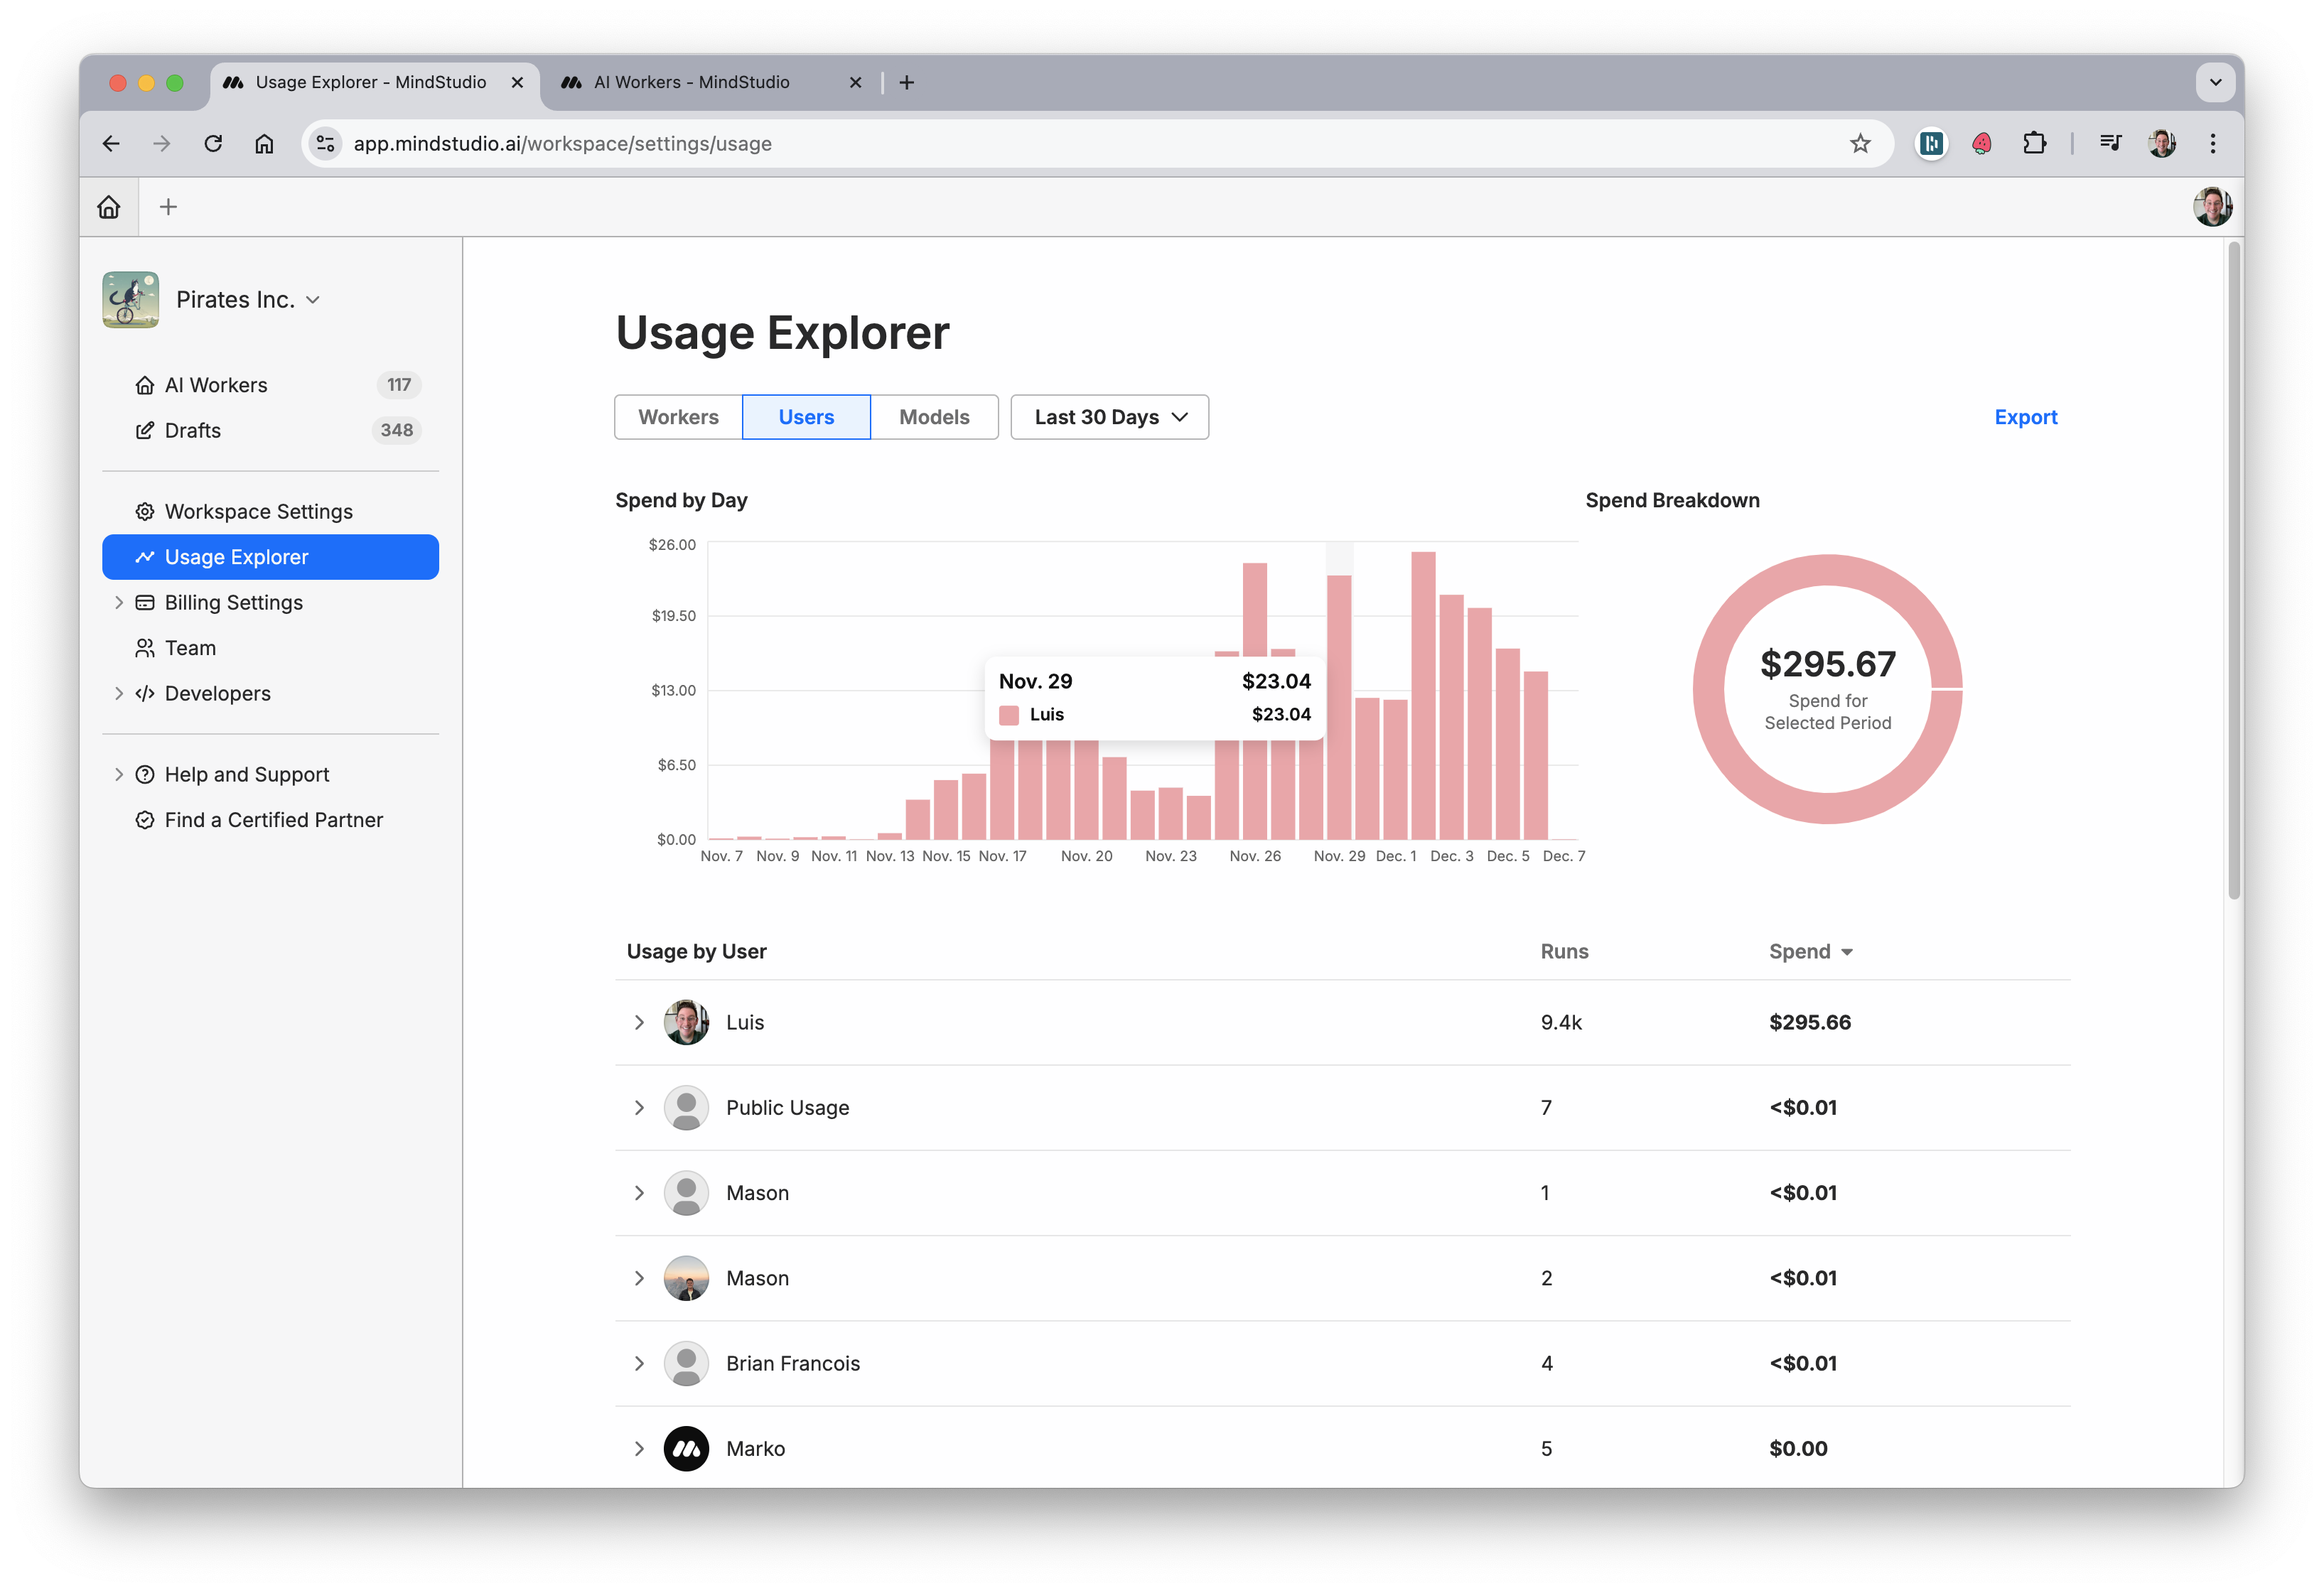 Usage Explorer - MindStudio
AI Workers - MindStudio
app.mindstudio.ai/workspace/settings/usage
Pirates Inc.
AI Workers 117
Drafts 348
Workspace Settings
Usage Explorer
Billing Settings
Team
Developers
Help and Support
Find a Certified Partner
Usage Explorer
Workers Users Models Last 30 Days Export
Spend by Day
$26.00
$19.50
$13.00
$6.50
$0.00
Nov. 29 $23.04
Luis $23.04
Nov. 7 Nov. 9 Nov. 11 Nov. 13 Nov. 15 Nov. 17 Nov. 20 Nov. 23 Nov. 26 Nov. 29 Dec. 1 Dec. 3 Dec. 5 Dec. 7
Spend Breakdown
$295.67
Spend for
Selected Period
Usage by User Runs Spend
Luis 9.4k $295.66
Public Usage 7 <$0.01
Mason 1 <$0.01
Mason 2 <$0.01
Brian Francois 4 <$0.01
Marko 5 $0.00